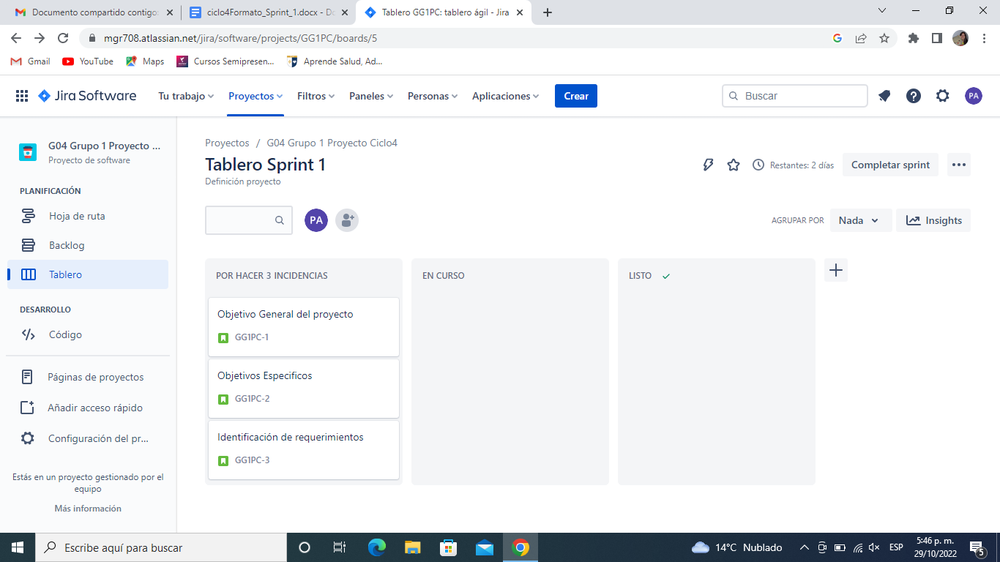 Documento compartido contigo:
ciclo4Formato_Sprint_1.docx - Do
Tablero GG1PC: tablero ágil - Jira
mgr708.atlassian.net/jira/software/projects/GG1PC/boards/5
Gmail
YouTube
Maps
Cursos Semipresen...
Aprende Salud, Ad...
Jira Software
Tu trabajo
Proyectos
Filtros
Paneles
Personas
Aplicaciones
Crear
Buscar
PA
G04 Grupo 1 Proyecto ...
Proyecto de software
PLANIFICACIÓN
Hoja de ruta
Backlog
Tablero
DESARROLLO
Código
Páginas de proyectos
Añadir acceso rápido
Configuración del pr...
Estás en un proyecto gestionado por el
equipo
Más información
Proyectos / G04 Grupo 1 Proyecto Ciclo4
Tablero Sprint 1
Definición proyecto
Restantes: 2 días
Completar sprint
PA
AGRUPAR POR
Nada
Insights
POR HACER 3 INCIDENCIAS
Objetivo General del proyecto
GG1PC-1
Objetivos Especificos
GG1PC-2
Identificación de requerimientos
GG1PC-3
EN CURSO
LISTO
Escribe aquí para buscar
14°C Nublado
ESP
5:46 p. m.
29/10/2022
5